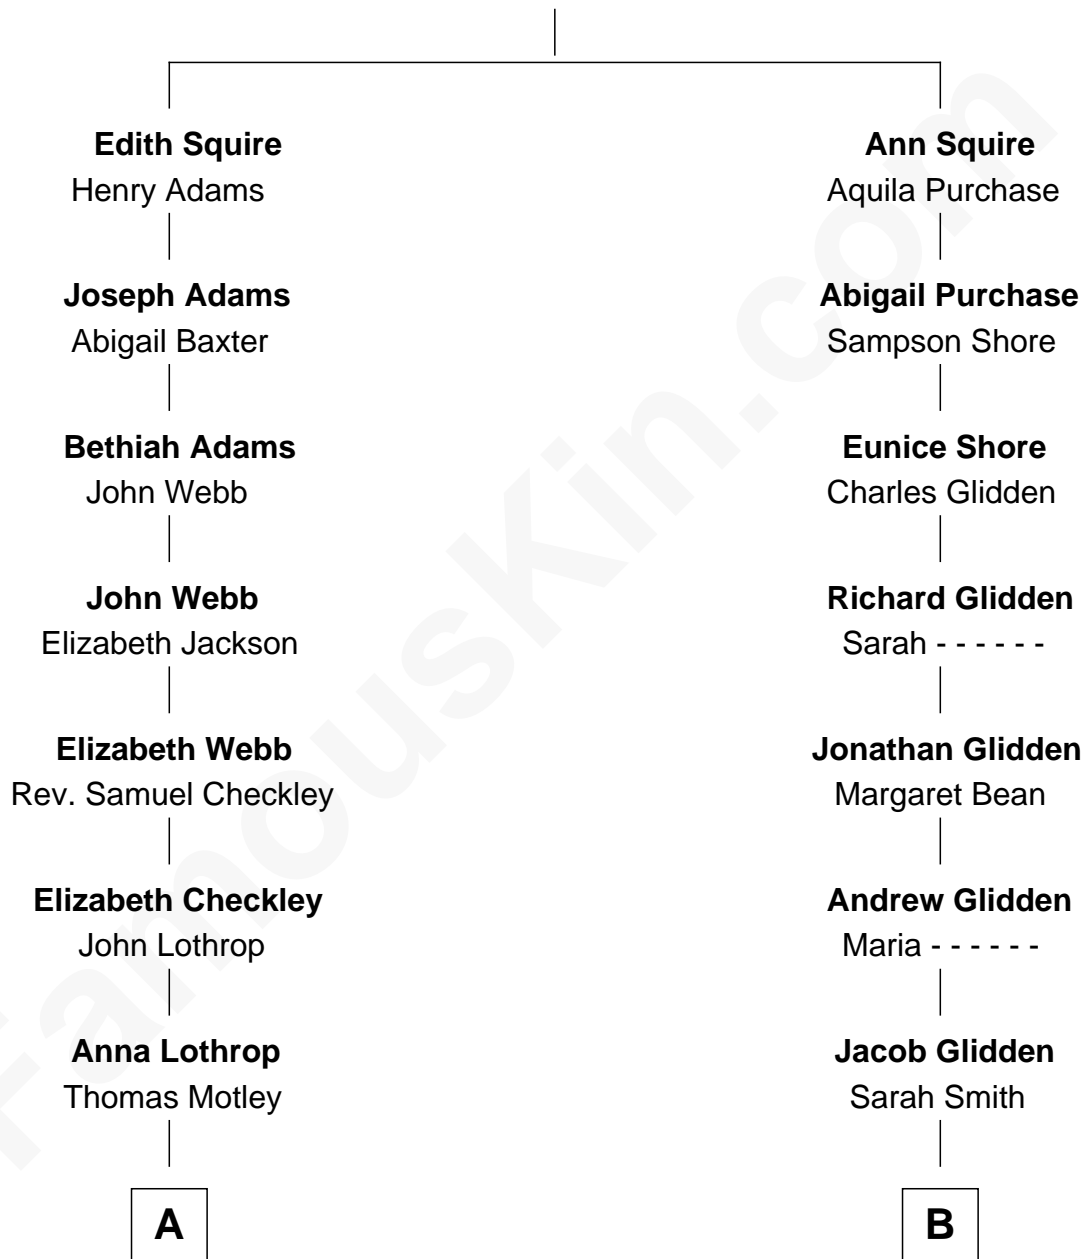 Edith Squire
Henry Adams
Joseph Adams
Abigail Baxter
Bethiah Adams
John Webb
John Webb
Elizabeth Jackson
Elizabeth Webb
Rev. Samuel Checkley
Elizabeth Checkley
John Lothrop
Anna Lothrop
Thomas Motley
A
Ann Squire
Aquila Purchase
Abigail Purchase
Sampson Shore
Eunice Shore
Charles Glidden
Richard Glidden
Sarah - - - - - -
Jonathan Glidden
Margaret Bean
Andrew Glidden
Maria - - - - - -
Jacob Glidden
Sarah Smith
B
FamousKin.com